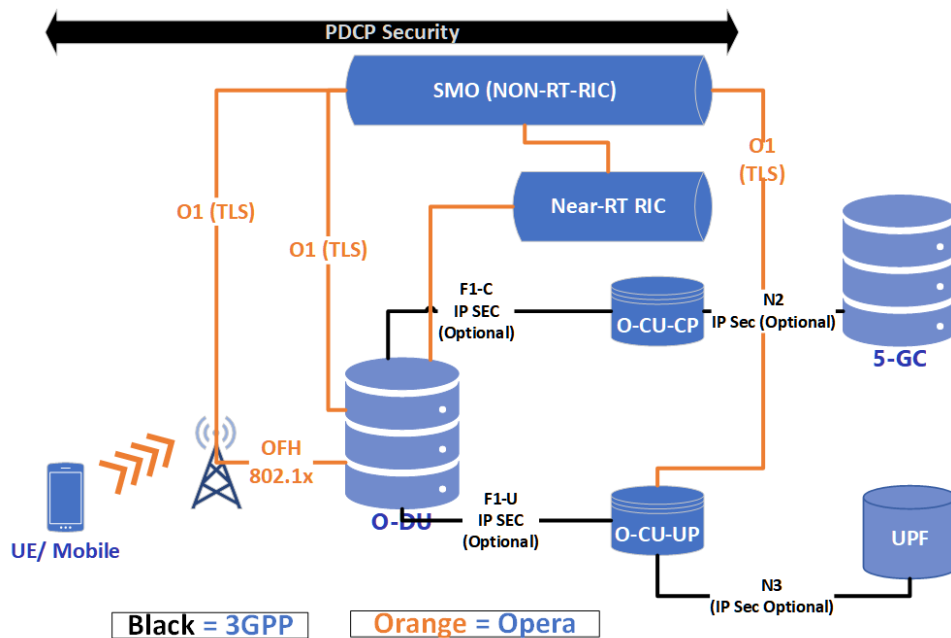 PDCP Security
SMO (NON-RT-RIC)
O1
(TLS)
O1 (TLS)
Near-RT RIC
O1 (TLS)
F1-C
IP SEC
(Optional)
O-CU-CP
N2
IP Sec (Optional)
5-GC
OFH
802.1x
O-DU
F1-U
IP SEC
(Optional)
O-CU-UP
UPF
UE/ Mobile
N3
(IP Sec Optional)
Black = 3GPP
Orange = Opera